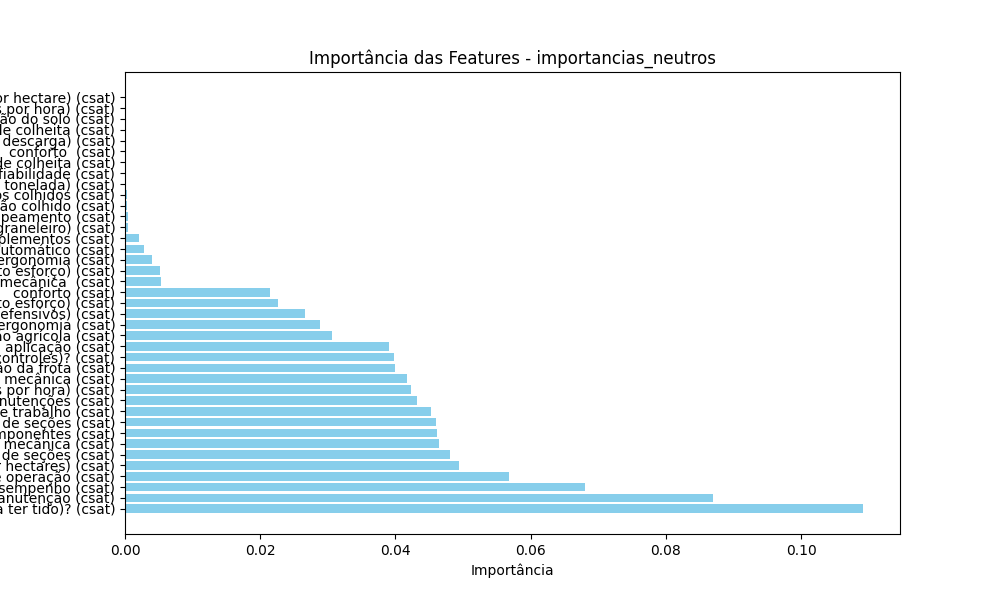 Importância das Features - importancias_neutros
or hectare) (csat)
s por hora) (csat)
ão do solo (csat)
de colheita (csat)
descarga) (csat)
conforto (csat)
de colheita (csat)
fiabilidade (csat)
tonelada) (csat)
os colhidos (csat)
ão colhido (csat)
peamento (csat)
graneleiro) (csat)
plementos (csat)
utomático (csat)
ergonomia (csat)
to esforço) (csat)
mecânica (csat)
conforto (csat)
to esforço) (csat)
efensivos) (csat)
ergonomia (csat)
ão agrícola (csat)
aplicação (csat)
controles)? (csat)
ão da frota (csat)
mecânica (csat)
s por hora) (csat)
nutenções (csat)
e trabalho (csat)
de seções (csat)
mponentes (csat)
mecânica (csat)
de seções (csat)
r hectares) (csat)
e operação (csat)
sempenho (csat)
anutenção (csat)
a ter tido)? (csat)
0.00 0.02 0.04 0.06 0.08 0.10
Importância